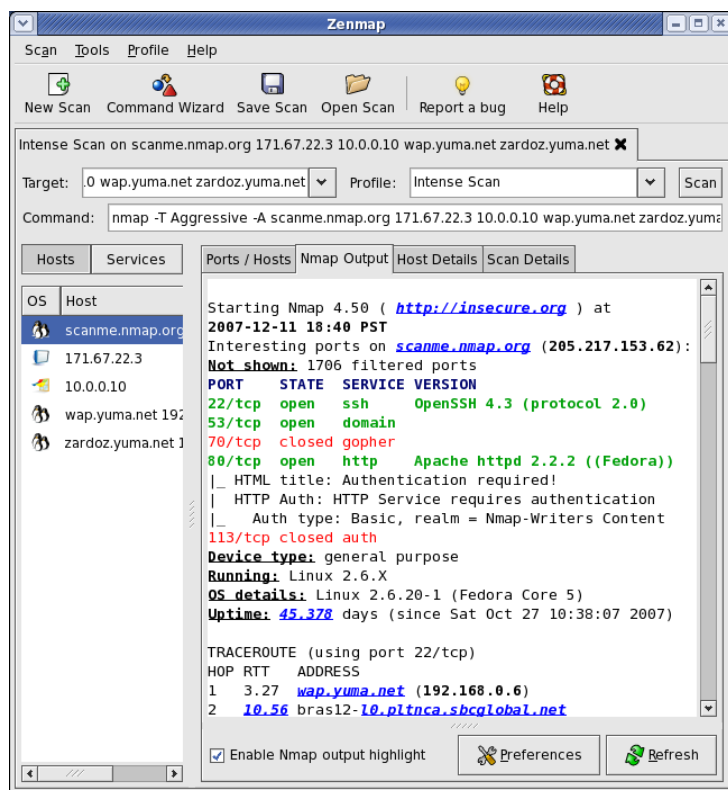 Zenmap
Scan Tools Profile Help
New Scan Command Wizard Save Scan Open Scan Report a bug Help
Intense Scan on scanme.nmap.org 171.67.22.3 10.0.0.10 wap.yuma.net zardoz.yuma.net
Target: .0 wap.yuma.net zardoz.yuma.net Profile: Intense Scan Scan
Command: nmap -T Aggressive -A scanme.nmap.org 171.67.22.3 10.0.0.10 wap.yuma.net zardoz.yuma
Hosts Services
OS Host
scanme.nmap.org
171.67.22.3
10.0.0.10
wap.yuma.net 192
zardoz.yuma.net 1
Ports / Hosts Nmap Output Host Details Scan Details
Starting Nmap 4.50 ( http://insecure.org ) at
2007-12-11 18:40 PST
Interesting ports on scanme.nmap.org (205.217.153.62):
Not shown: 1706 filtered ports
PORT STATE SERVICE VERSION
22/tcp open ssh OpenSSH 4.3 (protocol 2.0)
53/tcp open domain
70/tcp closed gopher
80/tcp open http Apache httpd 2.2.2 ((Fedora))
|_ HTML title: Authentication required!
| HTTP Auth: HTTP Service requires authentication
|_ Auth type: Basic, realm = Nmap-Writers Content
113/tcp closed auth
Device type: general purpose
Running: Linux 2.6.X
OS details: Linux 2.6.20-1 (Fedora Core 5)
Uptime: 45.378 days (since Sat Oct 27 10:38:07 2007)
TRACEROUTE (using port 22/tcp)
HOP RTT ADDRESS
1 3.27 wap.yuma.net (192.168.0.6)
2 10.56 bras12-l0.pltnca.sbcglobal.net
Enable Nmap output highlight Preferences Refresh